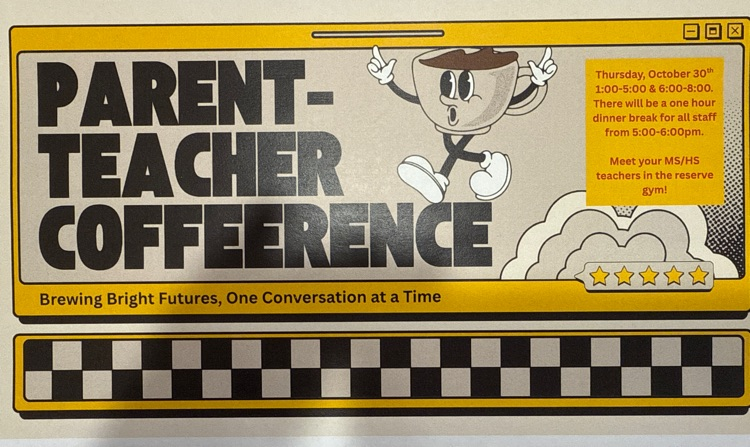 PARENT-
TEACHER
COFFEERENCE
Thursday, October 30th
1:00-5:00 & 6:00-8:00.
There will be a one hour
dinner break for all staff
from 5:00-6:00pm.
Meet your MS/HS
teachers in the reserve
gym!
Brewing Bright Futures, One Conversation at a Time